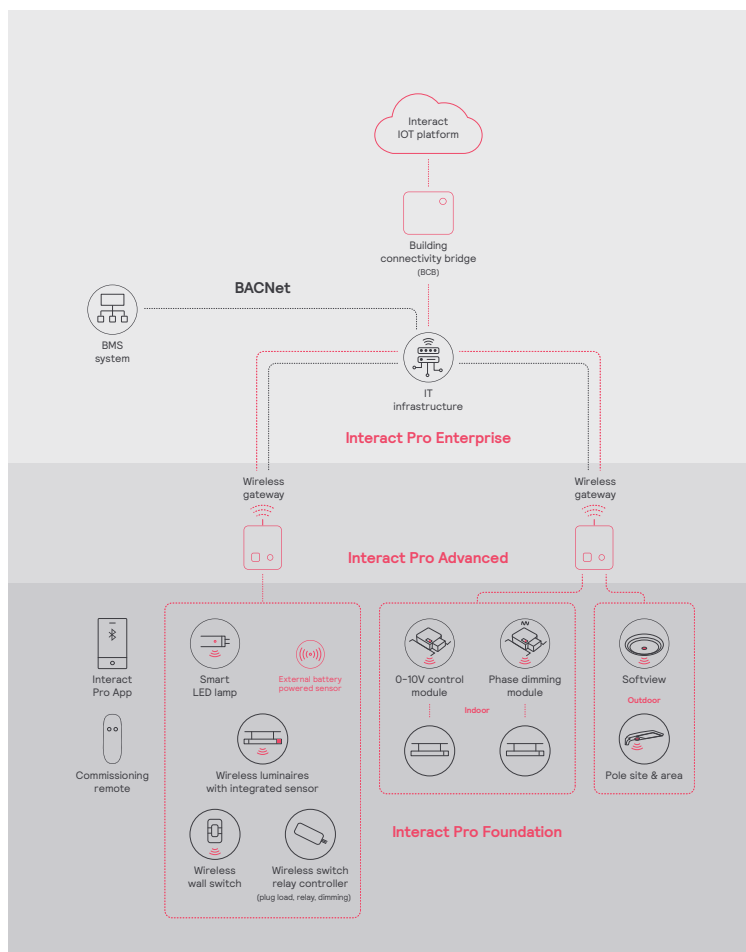 Interact
IOT platform
Building
connectivity bridge
(BCB)
BACNet
BMS
system
IT
infrastructure
Interact Pro Enterprise
Wireless
gateway
Wireless
gateway
Interact Pro Advanced
Interact
Pro App
Smart
LED lamp
External battery
powered sensor
0-10V control
module
Phase dimming
module
Softview
Indoor
Outdoor
Commissioning
remote
Wireless luminaires
with integrated sensor
Pole site & area
Interact Pro Foundation
Wireless
wall switch
Wireless switch
relay controller
(plug load, relay, dimming)